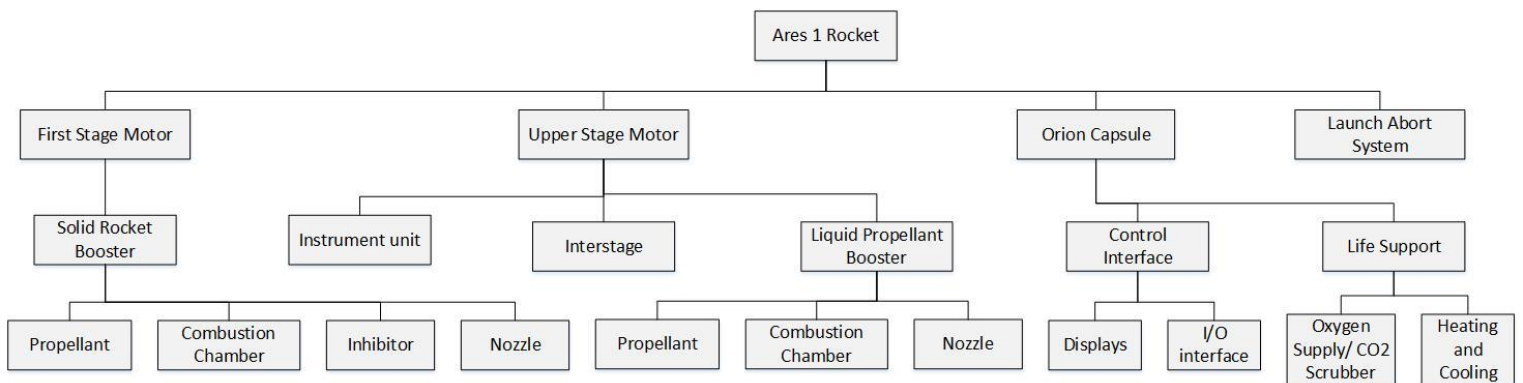 Ares 1 Rocket
First Stage Motor
Upper Stage Motor
Orion Capsule
Launch Abort
System
Solid Rocket
Booster
Instrument unit
Interstage
Liquid Propellant
Booster
Control
Interface
Life Support
Propellant
Combustion
Chamber
Inhibitor
Nozzle
Propellant
Combustion
Chamber
Nozzle
Displays
I/O
interface
Oxygen
Supply/ CO2
Scrubber
Heating
and
Cooling